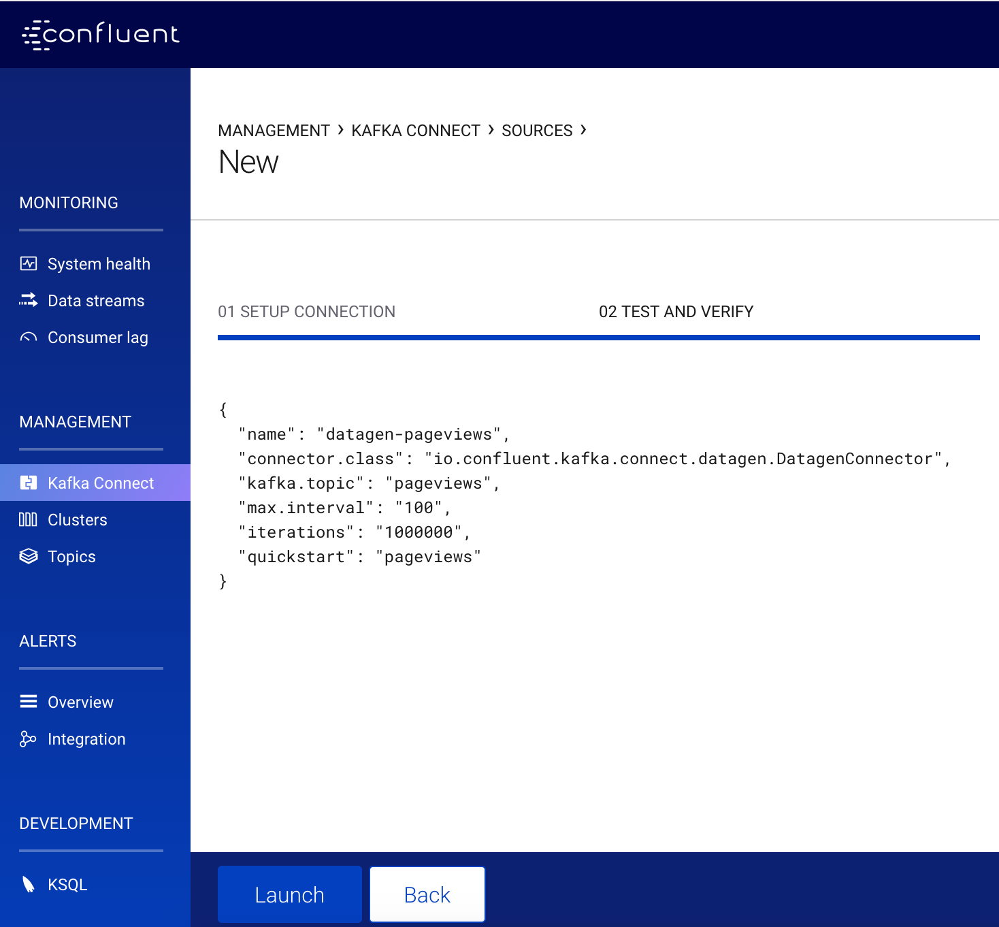 confluent
MONITORING
System health
Data streams
Consumer lag
MANAGEMENT
Kafka Connect
Clusters
Topics
ALERTS
Overview
Integration
DEVELOPMENT
KSQL
MANAGEMENT › KAFKA CONNECT › SOURCES ›
New
01 SETUP CONNECTION
02 TEST AND VERIFY
{
  "name": "datagen-pageviews",
  "connector.class": "io.confluent.kafka.connect.datagen.DatagenConnector",
  "kafka.topic": "pageviews",
  "max.interval": "100",
  "iterations": "1000000",
  "quickstart": "pageviews"
}
Launch
Back